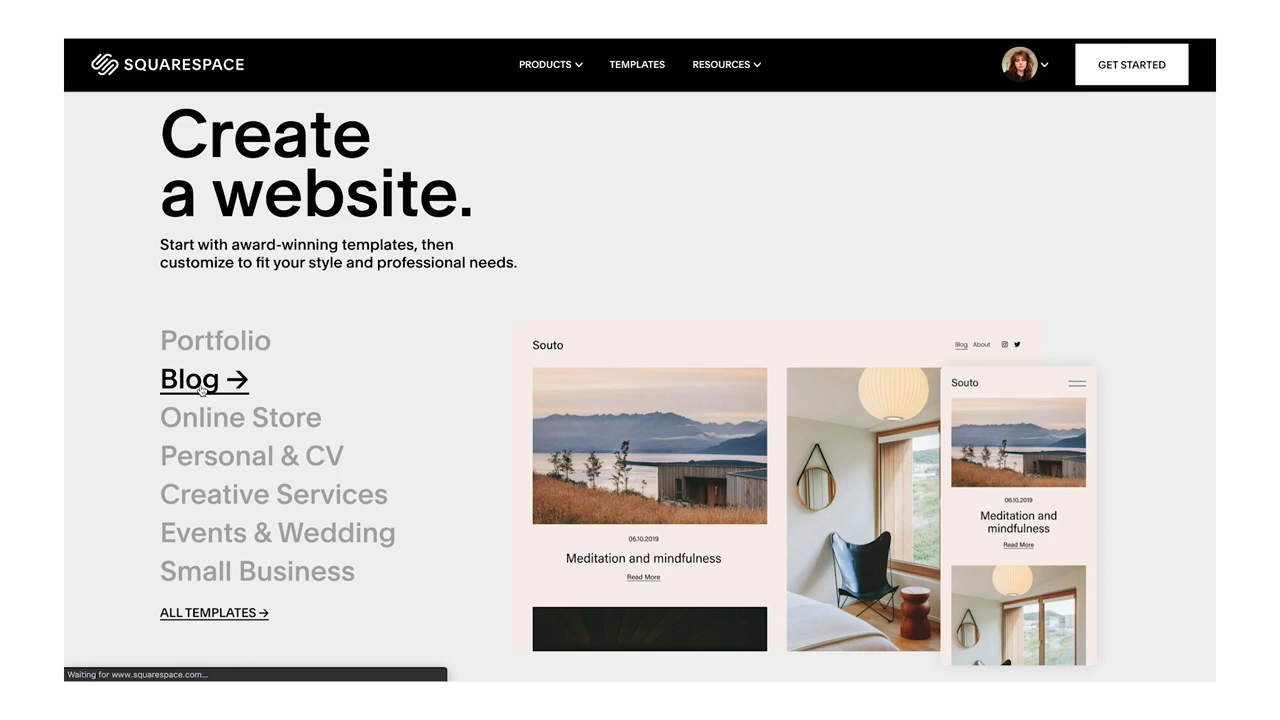 SQUARESPACE
PRODUCTS
TEMPLATES
RESOURCES
GET STARTED
Create
a website.
Start with award-winning templates, then
customize to fit your style and professional needs.
Portfolio
Blog →
Online Store
Personal & CV
Creative Services
Events & Wedding
Small Business
ALL TEMPLATES →
Souto
Blog About
06.10.2019
Meditation and mindfulness
Read More
Souto
06.10.2019
Meditation and
mindfulness
Read More
Waiting for www.squarespace.com...